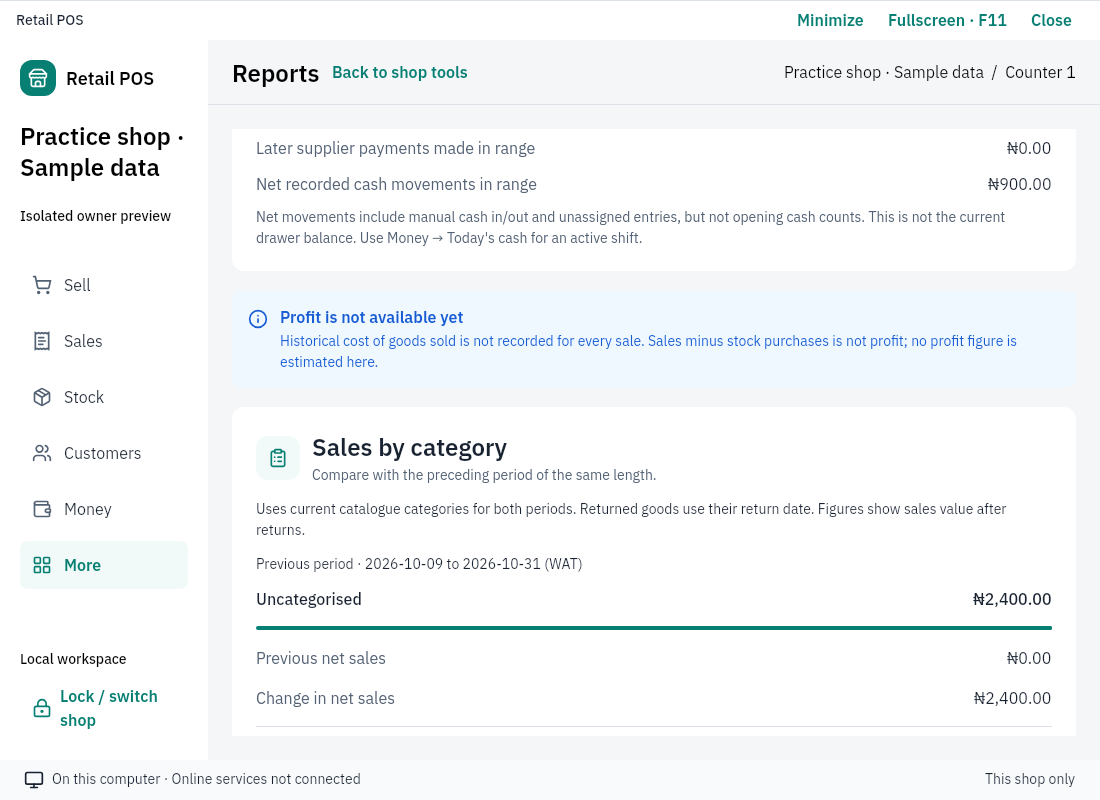 Retail POS
Minimize
Fullscreen · F11
Close
Retail POS
Practice shop ·
Sample data
Isolated owner preview
Sell
Sales
Stock
Customers
Money
More
Local workspace
Lock / switch
shop
Reports
Back to shop tools
Practice shop · Sample data / Counter 1
Later supplier payments made in range ₦0.00
Net recorded cash movements in range ₦900.00
Net movements include manual cash in/out and unassigned entries, but not opening cash counts. This is not the current
drawer balance. Use Money → Today's cash for an active shift.
Profit is not available yet
Historical cost of goods sold is not recorded for every sale. Sales minus stock purchases is not profit; no profit figure is
estimated here.
Sales by category
Compare with the preceding period of the same length.
Uses current catalogue categories for both periods. Returned goods use their return date. Figures show sales value after
returns.
Previous period · 2026-10-09 to 2026-10-31 (WAT)
Uncategorised ₦2,400.00
Previous net sales ₦0.00
Change in net sales ₦2,400.00
On this computer · Online services not connected
This shop only